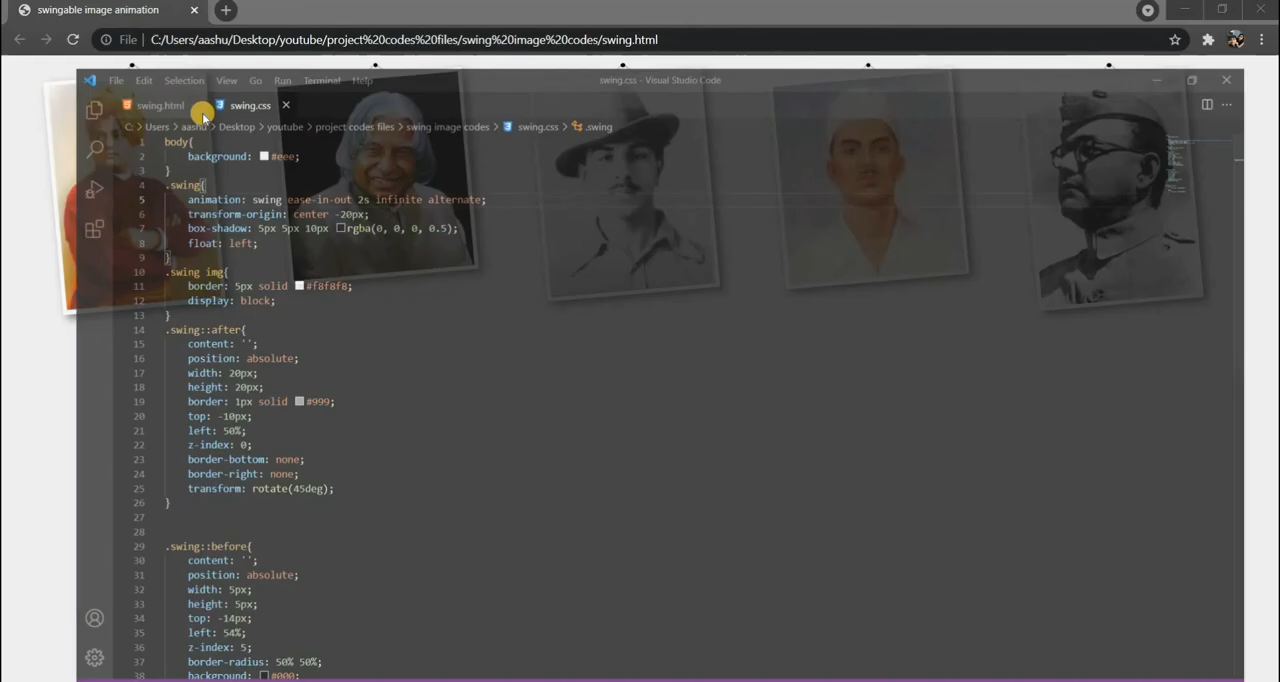 swingable image animation
File C:/Users/aashu/Desktop/youtube/project%20codes%20files/swing%20image%20codes/swing.html
File Edit Selection View Go Run Terminal Help swing.css - Visual Studio Code
swing.html swing.css
C: > Users > aashu > Desktop > youtube > project codes files > swing image codes > swing.css > .swing
1 body{
2 background: #eee;
3 }
4 .swing{
5 animation: swing ease-in-out 2s infinite alternate;
6 transform-origin: center -20px;
7 box-shadow: 5px 5px 10px rgba(0, 0, 0, 0.5);
8 float: left;
9 }
10 .swing img{
11 border: 5px solid #f8f8f8;
12 display: block;
13 }
14 .swing::after{
15 content: '';
16 position: absolute;
17 width: 20px;
18 height: 20px;
19 border: 1px solid #999;
20 top: -10px;
21 left: 50%;
22 z-index: 0;
23 border-bottom: none;
24 border-right: none;
25 transform: rotate(45deg);
26 }
27
28
29 .swing::before{
30 content: '';
31 position: absolute;
32 width: 5px;
33 height: 5px;
34 top: -14px;
35 left: 54%;
36 z-index: 5;
37 border-radius: 50% 50%;
38 background: #000;